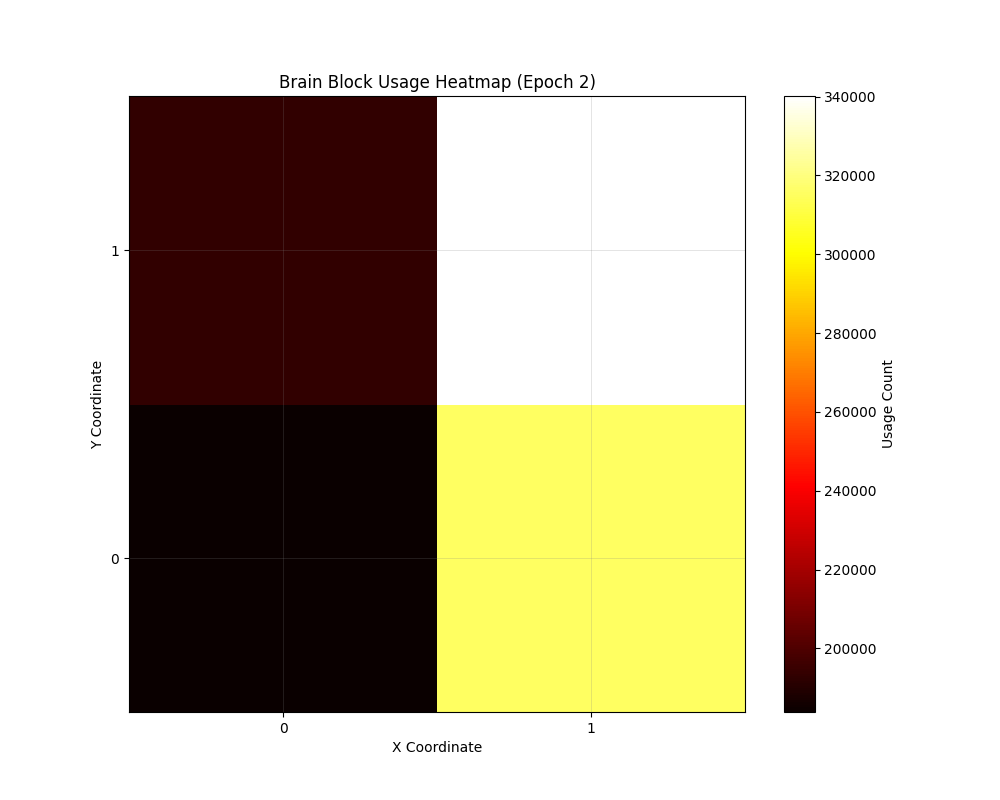 Brain Block Usage Heatmap (Epoch 2)
340000
320000
300000
280000
260000
240000
220000
200000
Usage Count
1
0
Y Coordinate
0 1
X Coordinate